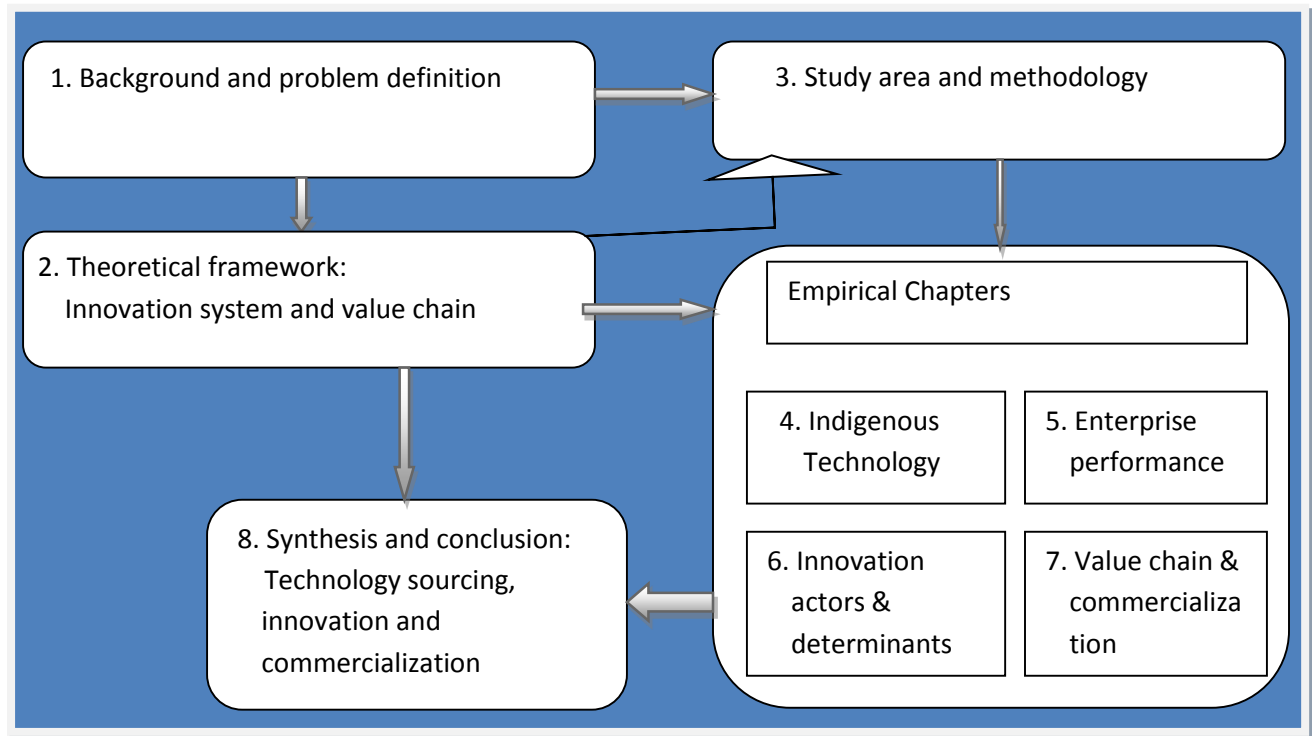 1. Background and problem definition
3. Study area and methodology
2. Theoretical framework:
Innovation system and value chain
Empirical Chapters
4. Indigenous
Technology
5. Enterprise
performance
6. Innovation
actors &
determinants
7. Value chain &
commercializa
tion
8. Synthesis and conclusion:
Technology sourcing,
innovation and
commercialization